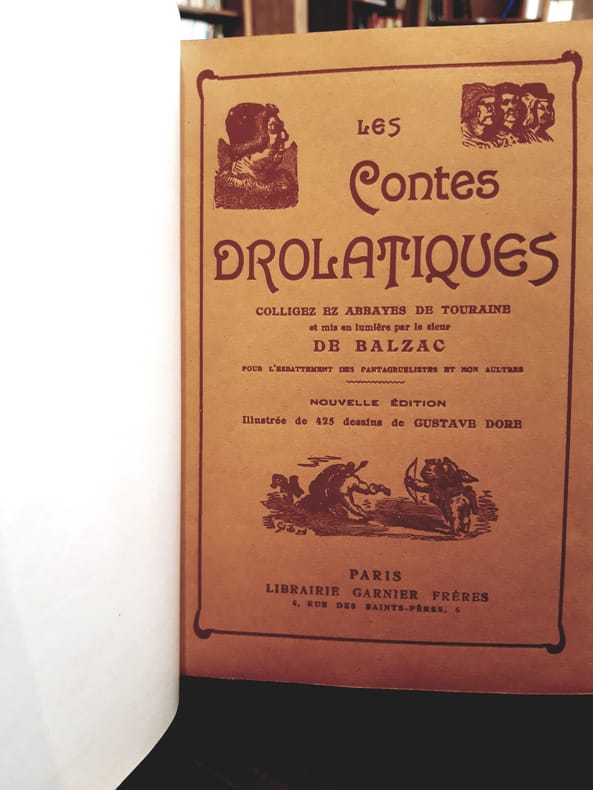 LES
Contes
DROLATIQUES
COLLIGEZ EZ ABBAYES DE TOURAINE
et mis en lumière par le sieur
DE BALZAC
POUR L'ESBATTEMENT DES PANTAGRUELISTES ET NON AULTRES
NOUVELLE ÉDITION
Illustrée de 425 dessins de GUSTAVE DORE
PARIS
LIBRAIRIE GARNIER FRÉRES
6, RUE DES SAINTS-PÈRES, 6